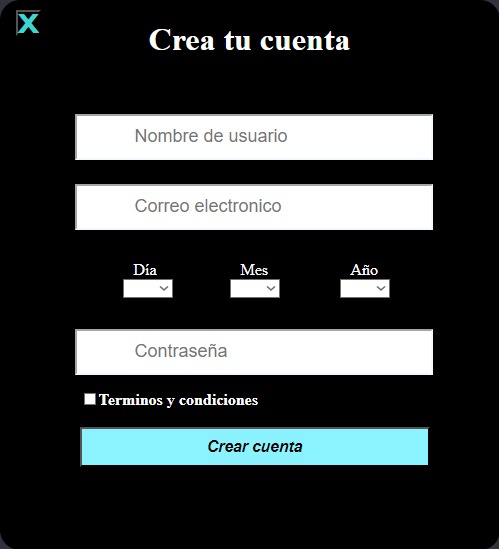 X
Crea tu cuenta
Nombre de usuario
Correo electronico
Día Mes Año
Contraseña
Terminos y condiciones
Crear cuenta